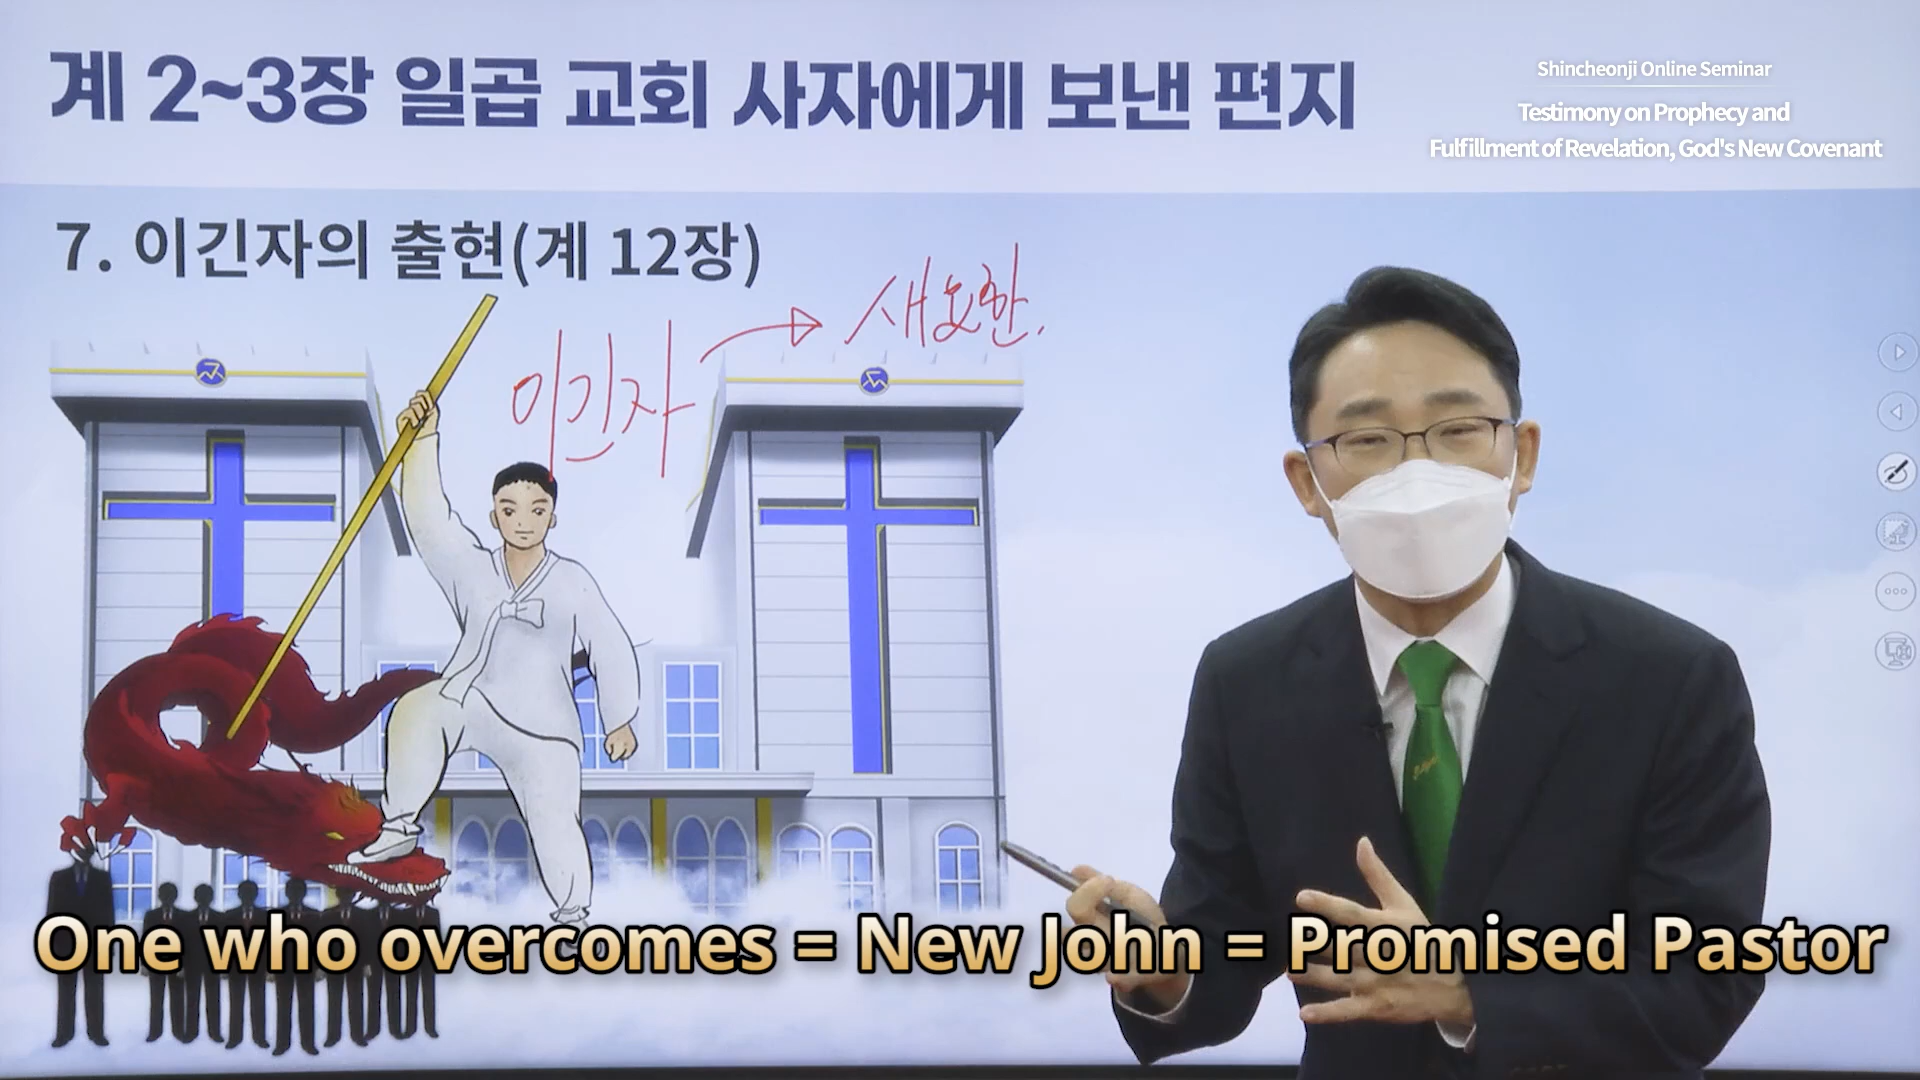 계 2~3장 일곱 교회 사자에게 보낸 편지
Shincheonji Online Seminar
Testimony on Prophecy and
Fulfillment of Revelation, God's New Covenant
7. 이긴자의 출현(계 12장)
이긴자 → 새요한.
One who overcomes = New John = Promised Pastor